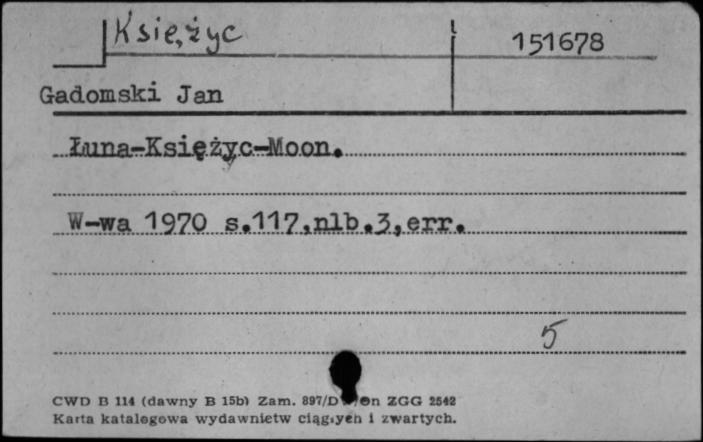 Księżyc
151678
Gadomski Jan
Łuna-Księżyc-Moon.
W-wa 1970 s.117,nlb.3,err.
5
CWD B 114 (dawny B 15b) Zam. 897/D ZGG 2542
Karta katalogowa wydawnictw ciągłych i zwartych.